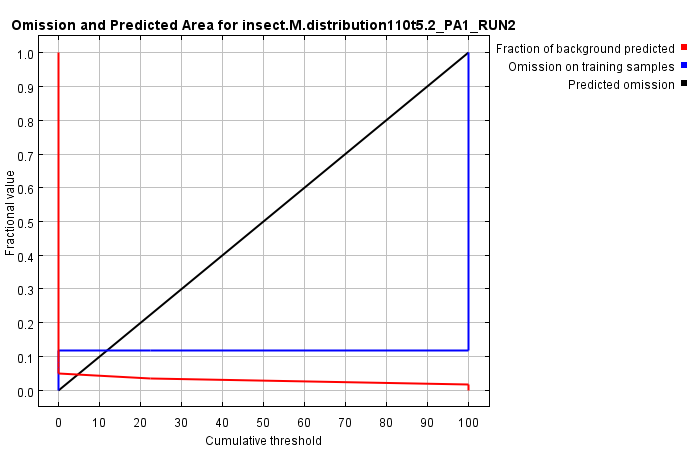 Omission and Predicted Area for insect.M.distribution110t5.2_PA1_RUN2
Fraction of background predicted
Omission on training samples
Predicted omission
1.0
0.9
0.8
0.7
0.6
0.5
0.4
0.3
0.2
0.1
0.0
Fractional value
0 10 20 30 40 50 60 70 80 90 100
Cumulative threshold